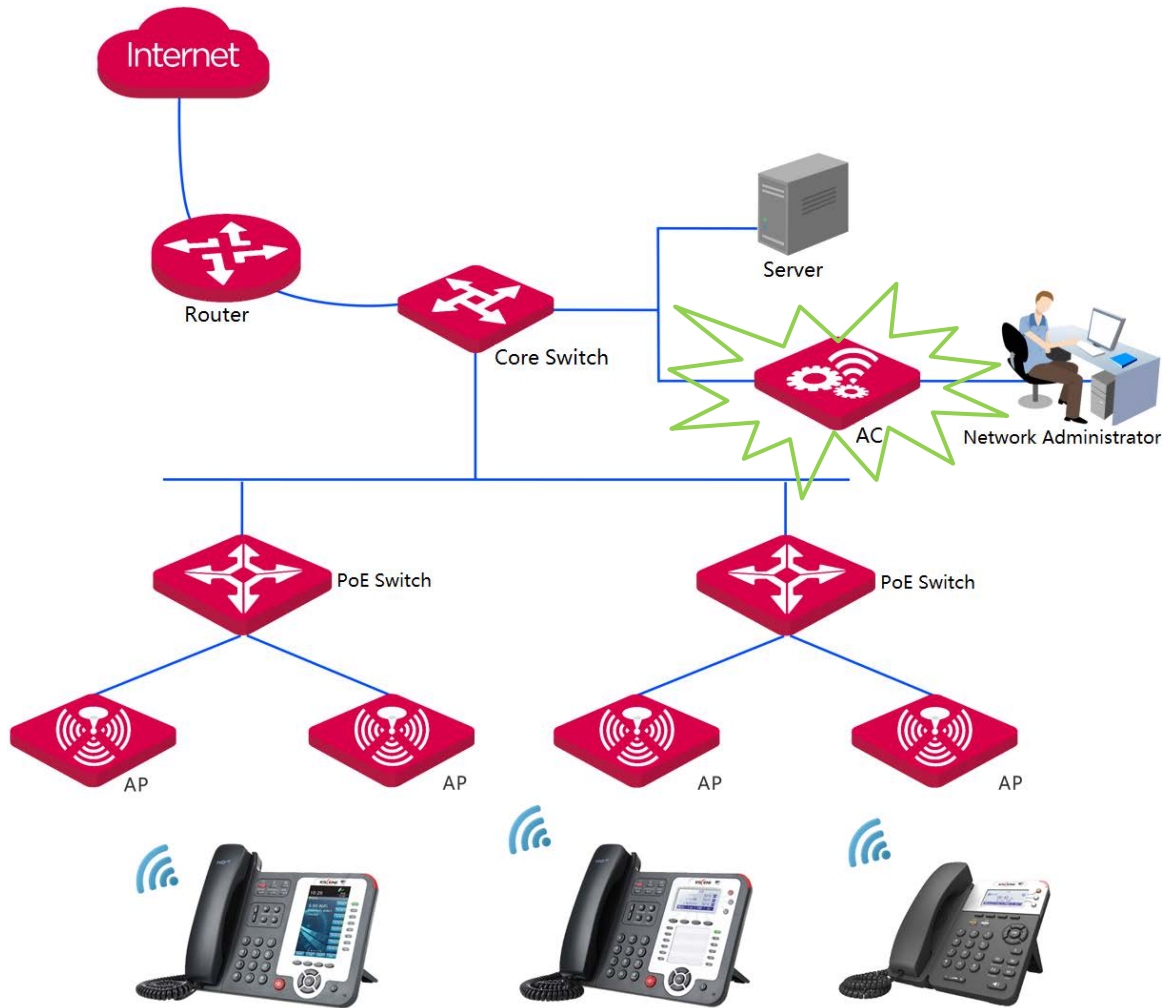 Internet
Server
Router
Core Switch
AC
Network Administrator
PoE Switch
PoE Switch
AP
AP
AP
AP